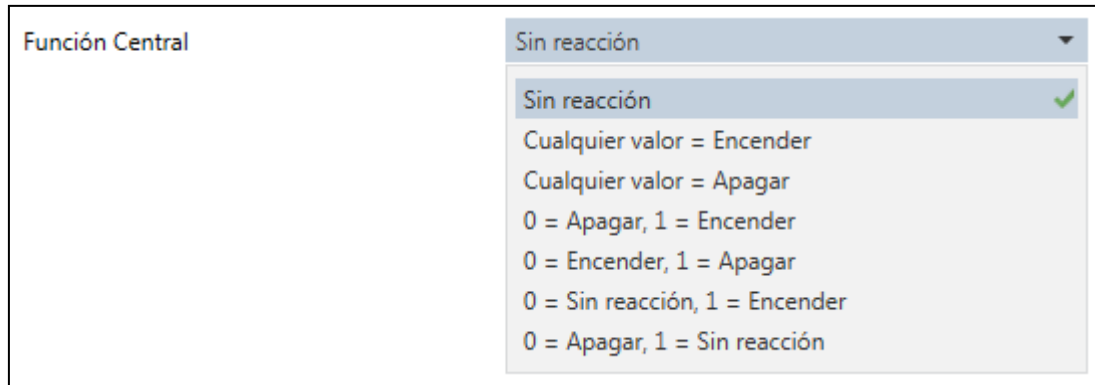 Función Central
Sin reacción
Sin reacción
Cualquier valor = Encender
Cualquier valor = Apagar
0 = Apagar, 1 = Encender
0 = Encender, 1 = Apagar
0 = Sin reacción, 1 = Encender
0 = Apagar, 1 = Sin reacción